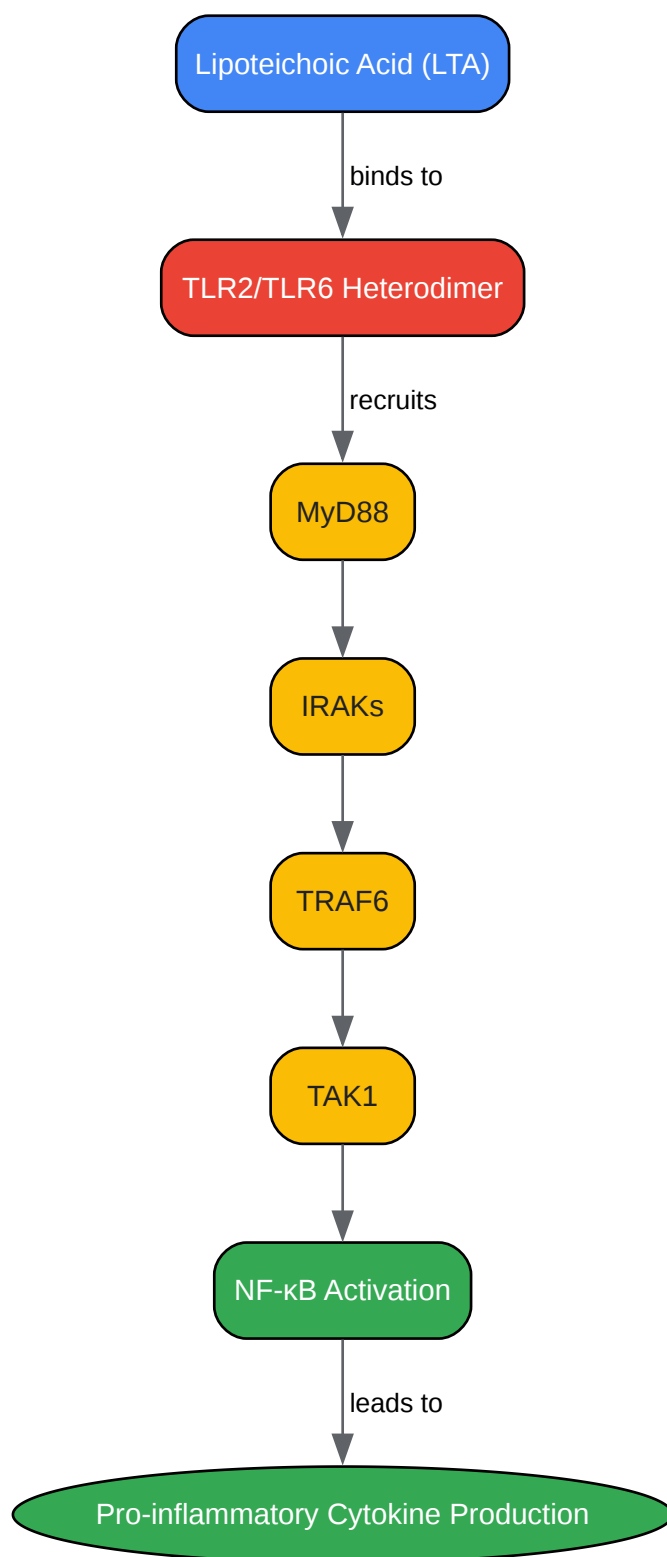 Lipoteichoic Acid (LTA)
binds to
TLR2/TLR6 Heterodimer
recruits
MyD88
IRAKs
TRAF6
TAK1
NF-κB Activation
leads to
Pro-inflammatory Cytokine Production